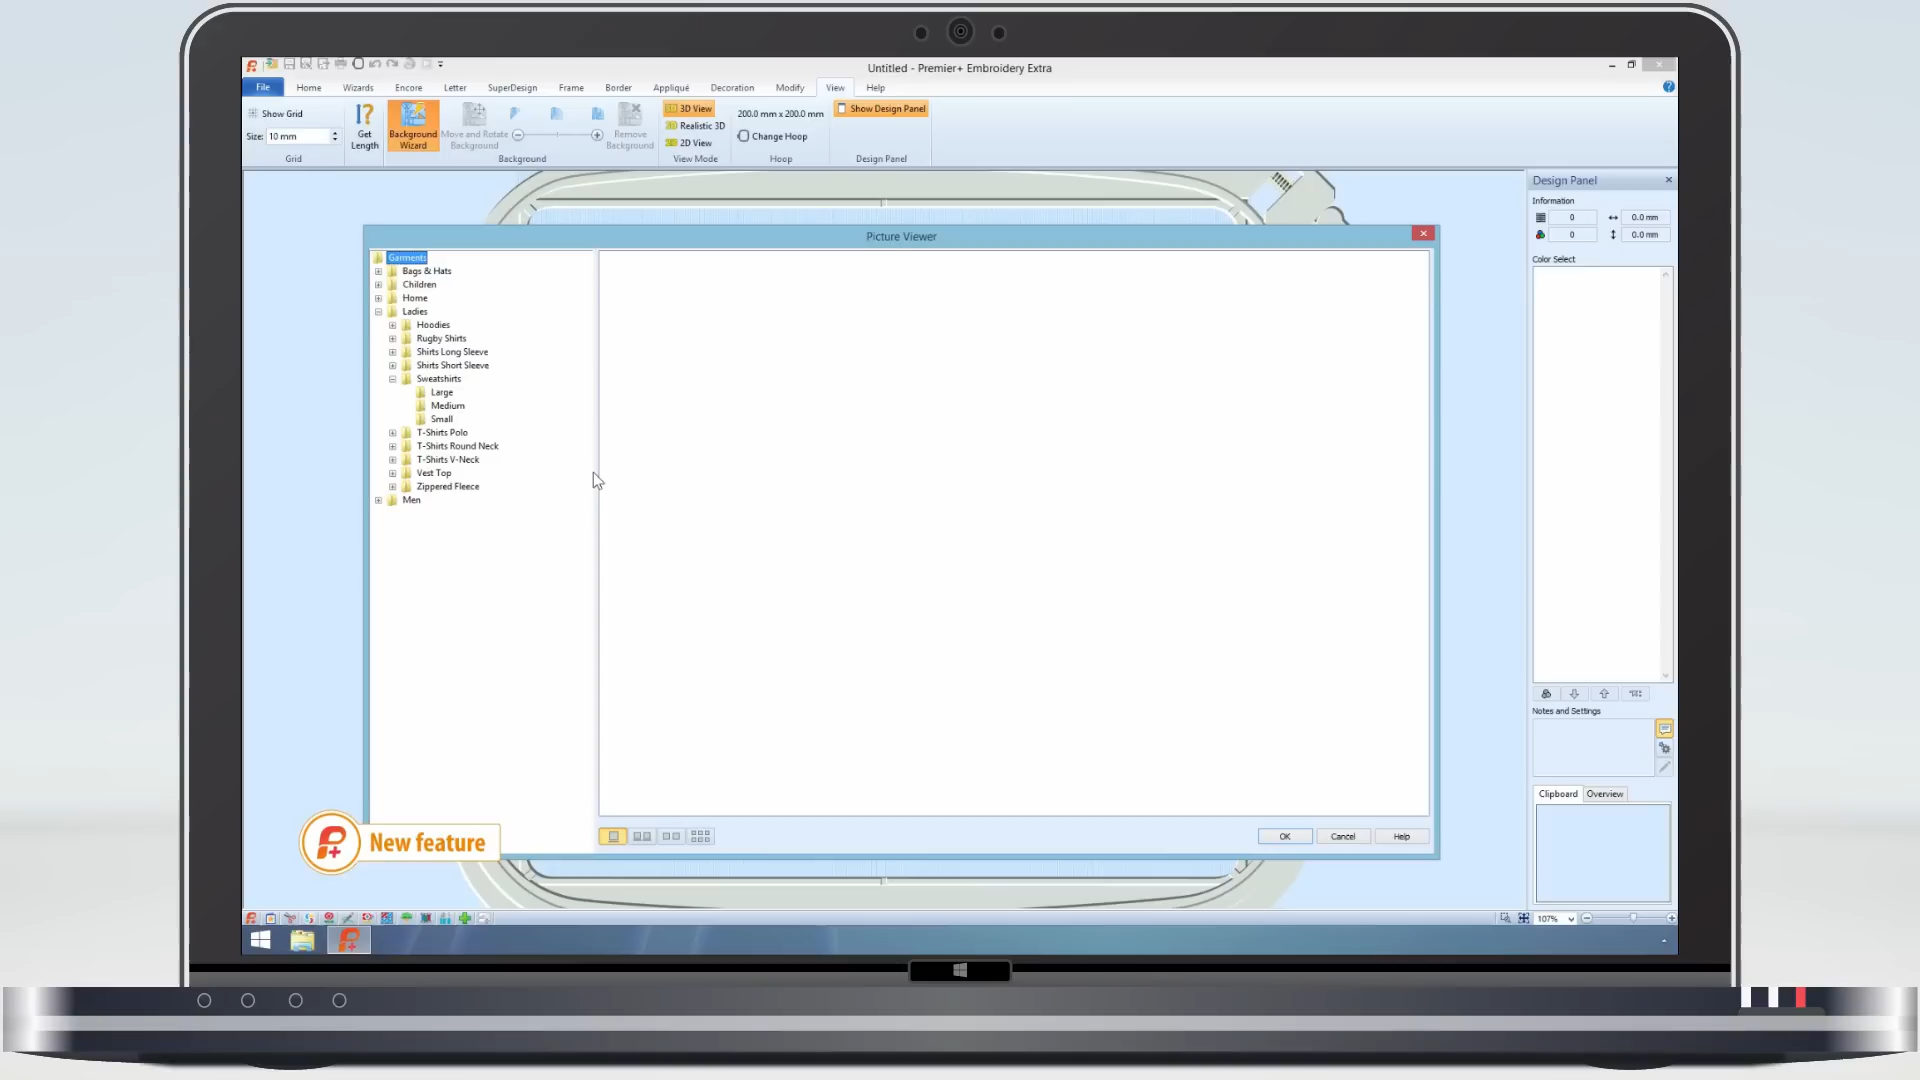 Untitled - Premier+ Embroidery Extra
File Home Wizards Encore Letter SuperDesign Frame Border Appliqué Decoration Modify View Help
Show Grid
Size: 10 mm
Grid
Get Length
Background Wizard
Move and Rotate Background
Remove Background
Background
3D View
Realistic 3D
2D View
View Mode
200.0 mm x 200.0 mm
Change Hoop
Hoop
Show Design Panel
Design Panel
Picture Viewer
Garments
Bags & Hats
Children
Home
Ladies
Hoodies
Rugby Shirts
Shirts Long Sleeve
Shirts Short Sleeve
Sweatshirts
Large
Medium
Small
T-Shirts Polo
T-Shirts Round Neck
T-Shirts V-Neck
Vest Top
Zippered Fleece
Men
OK Cancel Help
New feature
Design Panel
Information
0 0.0 mm
0 0.0 mm
Color Select
Notes and Settings
Clipboard Overview
107%